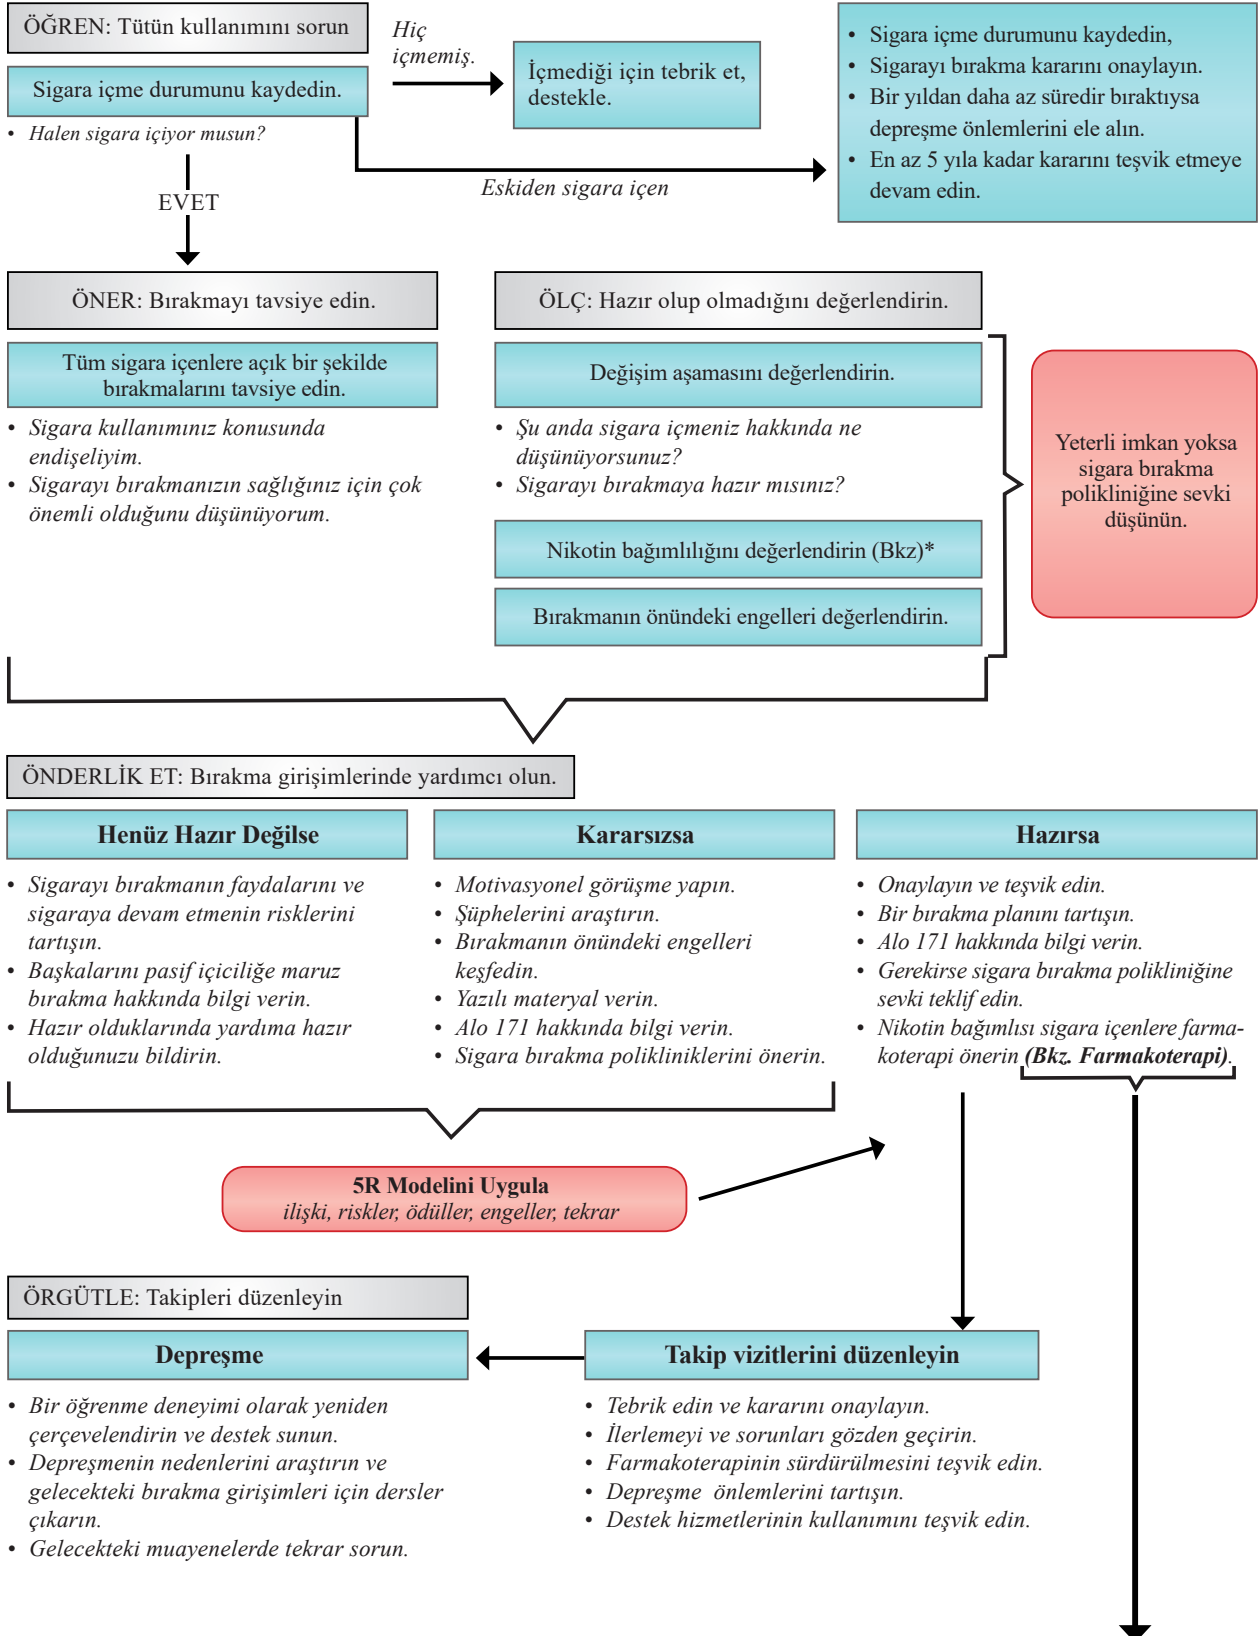 ÖĞREN: Tütün kullanımını sorun
Sigara içme durumunu kaydedin.
• Halen sigara içiyor musun?
Hiç
içmemiş.
İçmediği için tebrik et,
destekle.
Eskiden sigara içen
• Sigara içme durumunu kaydedin,
• Sigarayı bırakma kararını onaylayın.
• Bir yıldan daha az süredir bıraktıysa
depreşme önlemlerini ele alın.
• En az 5 yıla kadar kararını teşvik etmeye
devam edin.
EVET
ÖNER: Bırakmayı tavsiye edin.
Tüm sigara içenlere açık bir şekilde
bırakmalarını tavsiye edin.
• Sigara kullanımınız konusunda
endişeliyim.
• Sigarayı bırakmanızın sağlığınız için çok
önemli olduğunu düşünüyorum.
ÖLÇ: Hazır olup olmadığını değerlendirin.
Değişim aşamasını değerlendirin.
• Şu anda sigara içmeniz hakkında ne
düşünüyorsunuz?
• Sigarayı bırakmaya hazır mısınız?
Nikotin bağımlılığını değerlendirin (Bkz)*
Bırakmanın önündeki engelleri değerlendirin.
Yeterli imkan yoksa
sigara bırakma
polikliniğine sevki
düşünün.
ÖNDERLİK ET: Bırakma girişimlerinde yardımcı olun.
Henüz Hazır Değilse
• Sigarayı bırakmanın faydalarını ve
sigaraya devam etmenin risklerini
tartışın.
• Başkalarını pasif içiciliğe maruz
bırakma hakkında bilgi verin.
• Hazır olduklarında yardıma hazır
olduğunuzu bildirin.
Kararsızsa
• Motivasyonel görüşme yapın.
• Şüphelerini araştırın.
• Bırakmanın önündeki engelleri
keşfedin.
• Yazılı materyal verin.
• Alo 171 hakkında bilgi verin.
• Sigara bırakma polikliniklerini önerin.
Hazırsa
• Onaylayın ve teşvik edin.
• Bir bırakma planını tartışın.
• Alo 171 hakkında bilgi verin.
• Gerekirse sigara bırakma polikliniğine
sevki teklif edin.
• Nikotin bağımlısı sigara içenlere farma-
koterapi önerin (Bkz. Farmakoterapi).
5R Modelini Uygula
ilişki, riskler, ödüller, engeller, tekrar
ÖRGÜTLE: Takipleri düzenleyin
Depreşme
• Bir öğrenme deneyimi olarak yeniden
çerçevelendirin ve destek sunun.
• Depreşmenin nedenlerini araştırın ve
gelecekteki bırakma girişimleri için dersler
çıkarın.
• Gelecekteki muayenelerde tekrar sorun.
Takip vizitlerini düzenleyin
• Tebrik edin ve kararını onaylayın.
• İlerlemeyi ve sorunları gözden geçirin.
• Farmakoterapinin sürdürülmesini teşvik edin.
• Depreşme önlemlerini tartışın.
• Destek hizmetlerinin kullanımını teşvik edin.